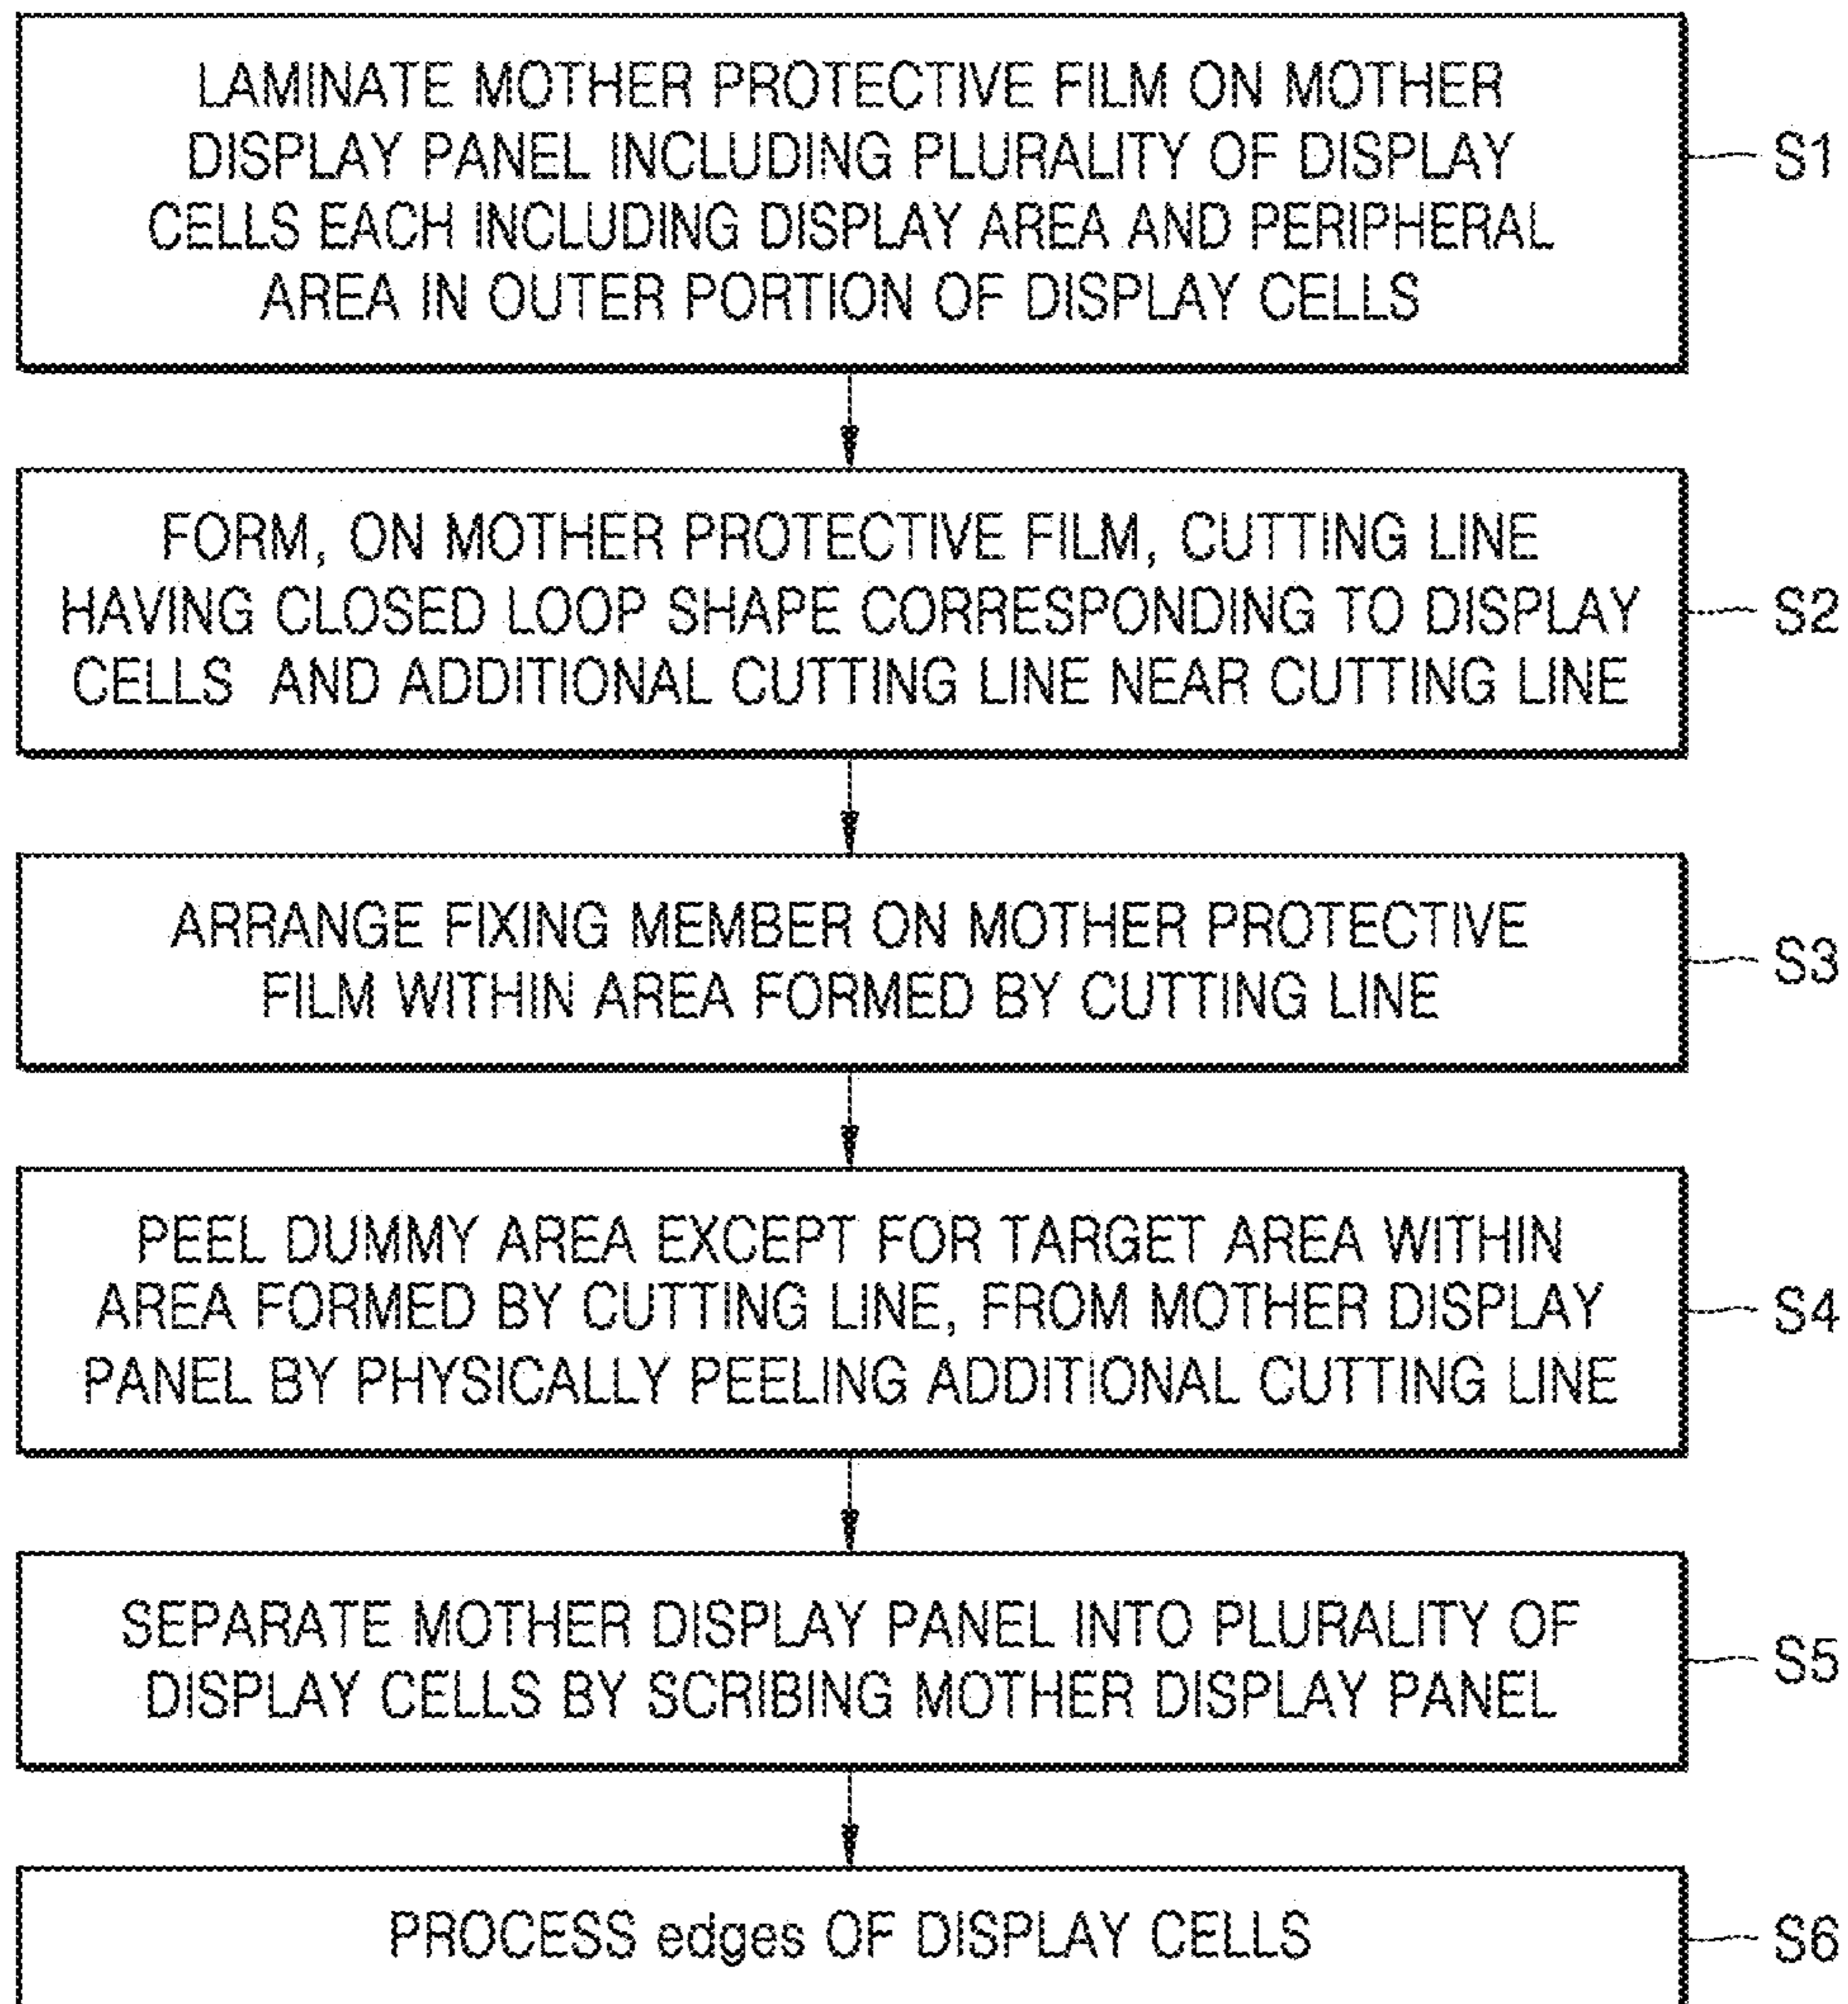 LAMINATE MOTHER PROTECTIVE FILM ON MOTHER
DISPLAY PANEL INCLUDING PLURALITY OF DISPLAY
CELLS EACH INCLUDING DISPLAY AREA AND PERIPHERAL
AREA IN OUTER PORTION OF DISPLAY CELLS
S1
FORM, ON MOTHER PROTECTIVE FILM, CUTTING LINE
HAVING CLOSED LOOP SHAPE CORRESPONDING TO DISPLAY
CELLS AND ADDITIONAL CUTTING LINE NEAR CUTTING LINE
S2
ARRANGE FIXING MEMBER ON MOTHER PROTECTIVE
FILM WITHIN AREA FORMED BY CUTTING LINE
S3
PEEL DUMMY AREA EXCEPT FOR TARGET AREA WITHIN
AREA FORMED BY CUTTING LINE, FROM MOTHER DISPLAY
PANEL BY PHYSICALLY PEELING ADDITIONAL CUTTING LINE
S4
SEPARATE MOTHER DISPLAY PANEL INTO PLURALITY OF
DISPLAY CELLS BY SCRIBING MOTHER DISPLAY PANEL
S5
PROCESS edges OF DISPLAY CELLS
S6